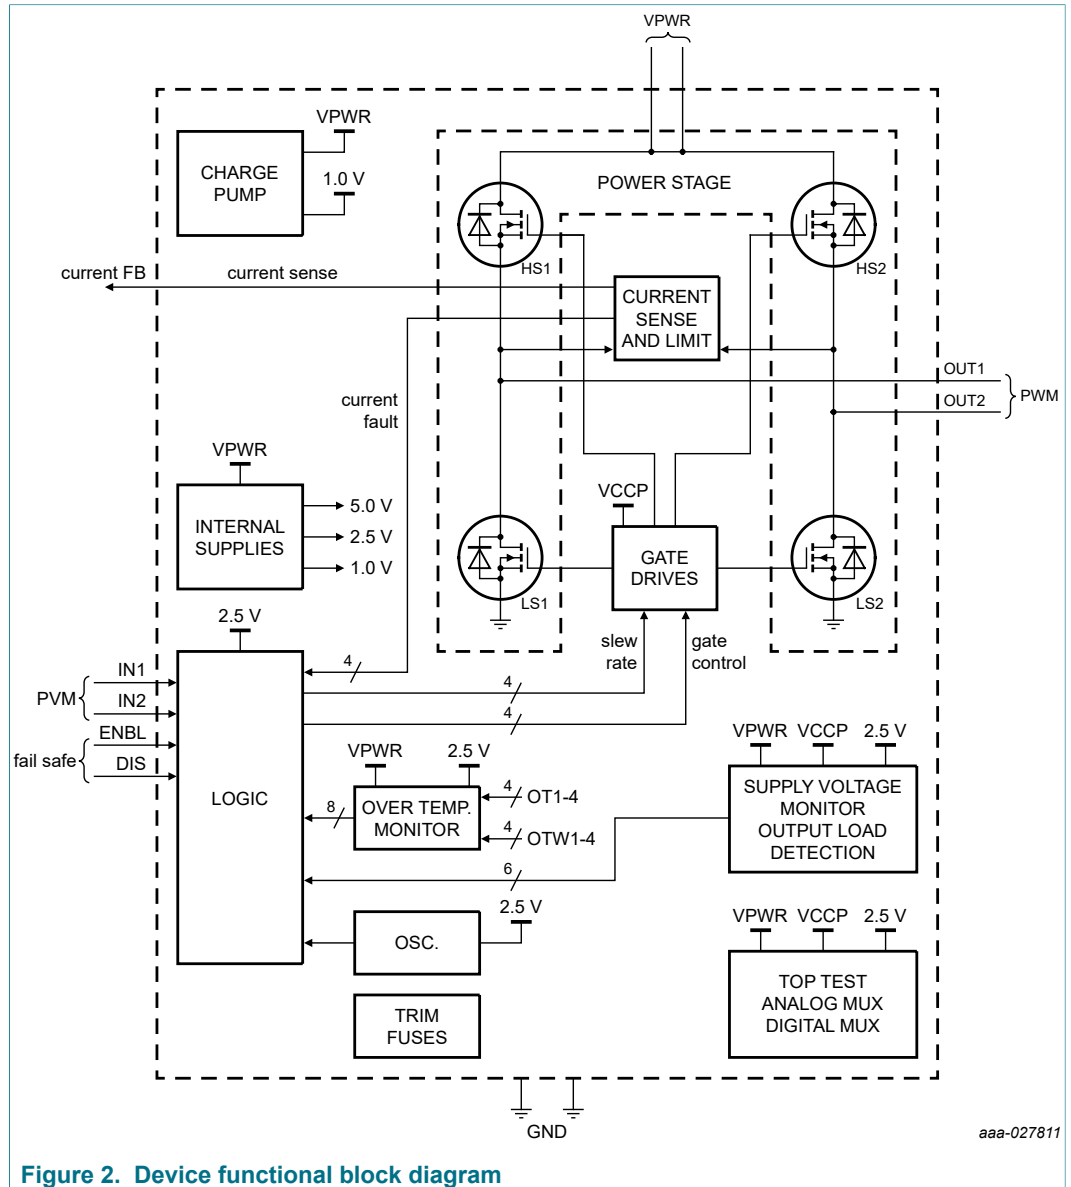 VPWR
VPWR
CHARGE
PUMP
1.0 V
POWER STAGE
HS1
HS2
current FB
current sense
CURRENT
SENSE
AND LIMIT
OUT1
OUT2
PWM
current
fault
VPWR
INTERNAL
SUPPLIES
5.0 V
2.5 V
1.0 V
VCCP
GATE
DRIVES
LS1
LS2
2.5 V
slew
rate
gate
control
4
4
4
IN1
IN2
PVM
ENBL
DIS
fail safe
LOGIC
VPWR
2.5 V
8
OVER TEMP.
MONITOR
4
OT1-4
4
OTW1-4
VPWR
VCCP
2.5 V
SUPPLY VOLTAGE
MONITOR
OUTPUT LOAD
DETECTION
6
2.5 V
OSC.
TRIM
FUSES
VPWR
VCCP
2.5 V
TOP TEST
ANALOG MUX
DIGITAL MUX
GND
aaa-027811
Figure 2. Device functional block diagram